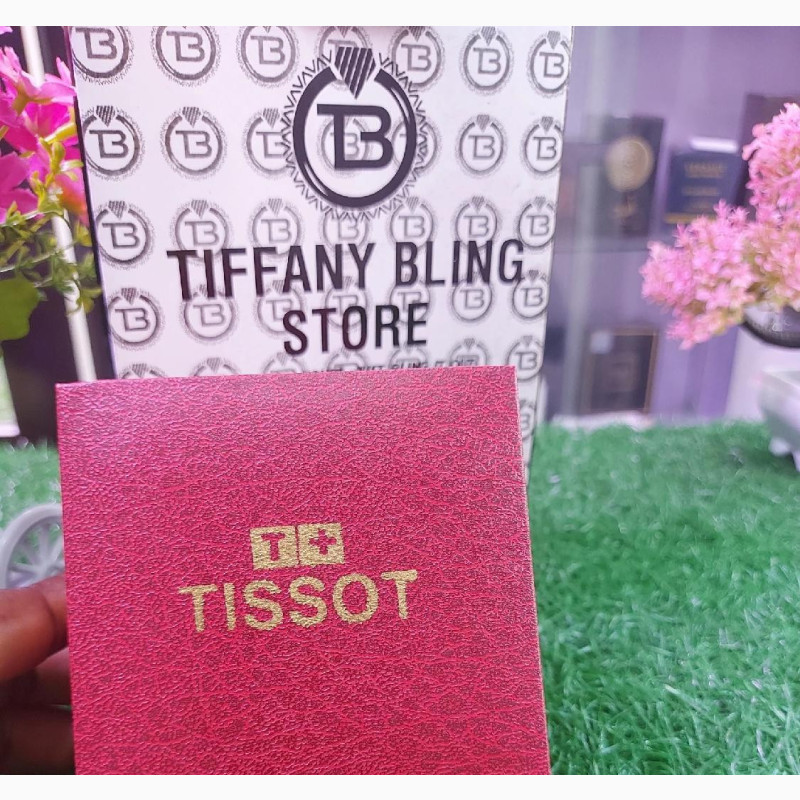 TB
TIFFANY BLING
STORE
T+
TISSOT